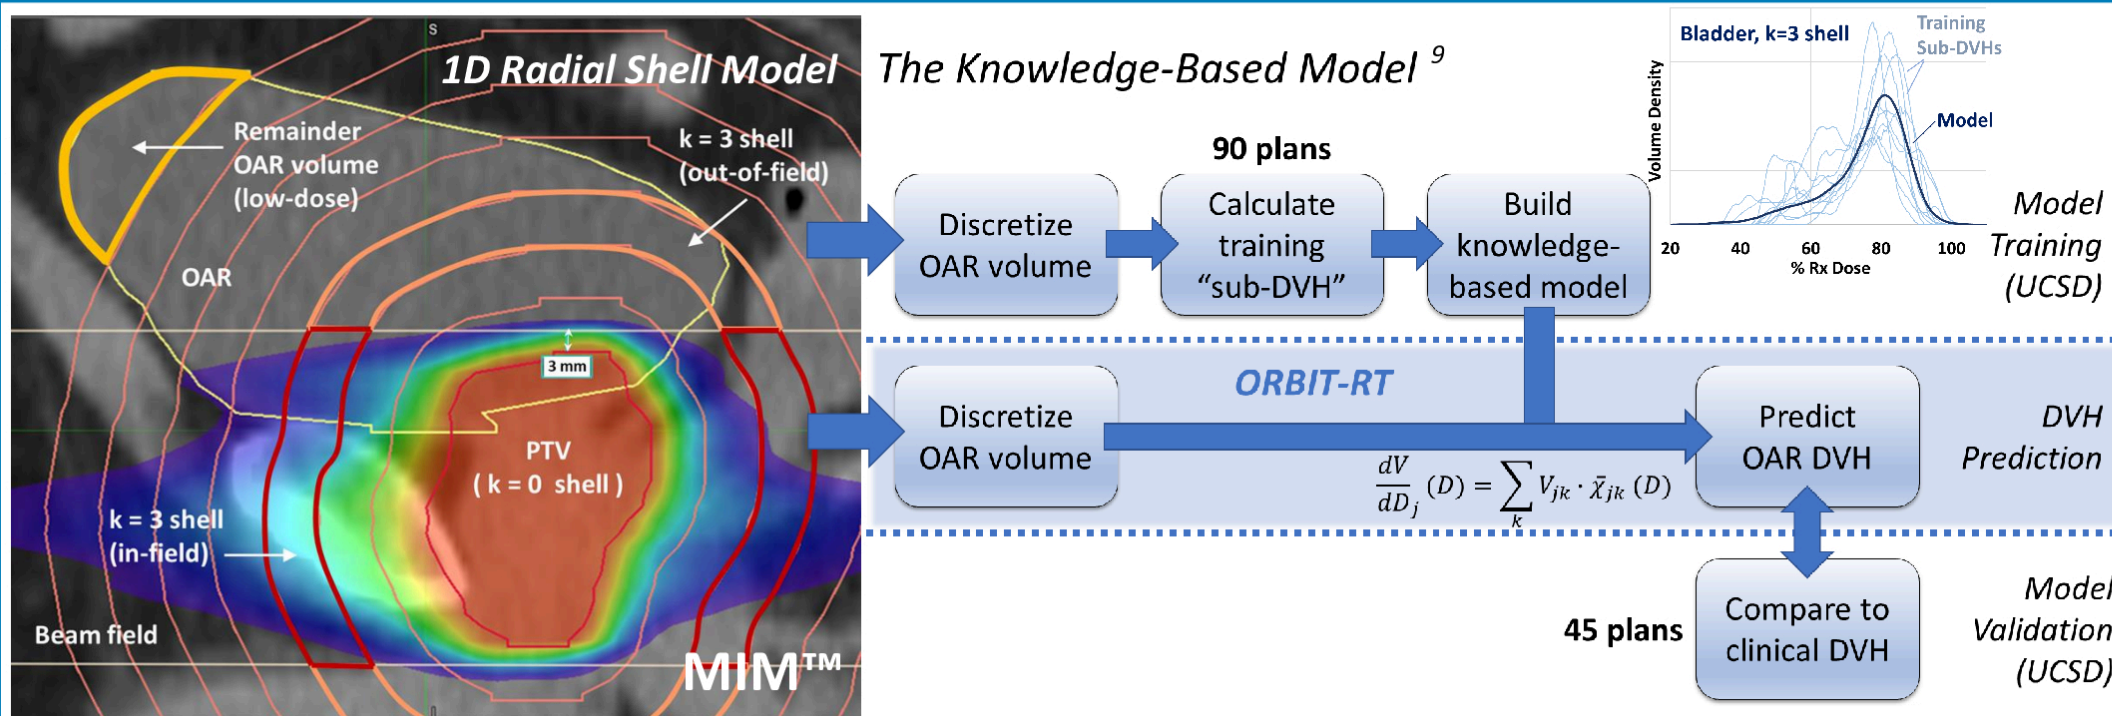 S
1D Radial Shell Model
Remainder
OAR volume
(low-dose)
k = 3 shell
(out-of-field)
OAR
3 mm
PTV
( k = 0 shell )
k = 3 shell
(in-field)
Beam field
MIM™
The Knowledge-Based Model 9
90 plans
Discretize
OAR volume
Calculate
training
“sub-DVH”
Build
knowledge-
based model
Bladder, k=3 shell
Training
Sub-DVHs
Model
Volume Density
20 40 60 80 100
% Rx Dose
Model
Training
(UCSD)
ORBIT-RT
Discretize
OAR volume
dV/dD_j (D) = ∑_k V_jk · χ̄_jk (D)
Predict
OAR DVH
DVH
Prediction
45 plans
Compare to
clinical DVH
Model
Validation
(UCSD)